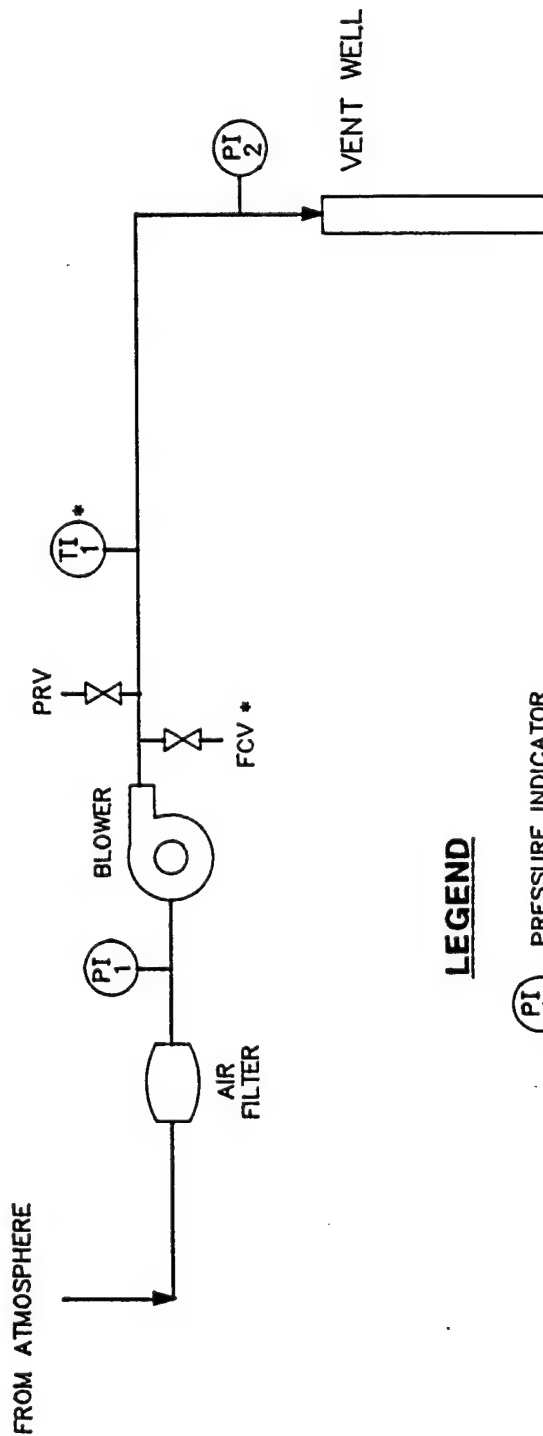 FROM ATMOSPHERE
AIR
FILTER
PI
1
BLOWER
PRV
FCV *
TI
1
*
PI
2
VENT WELL
LEGEND
PI
PRESSURE INDICATOR